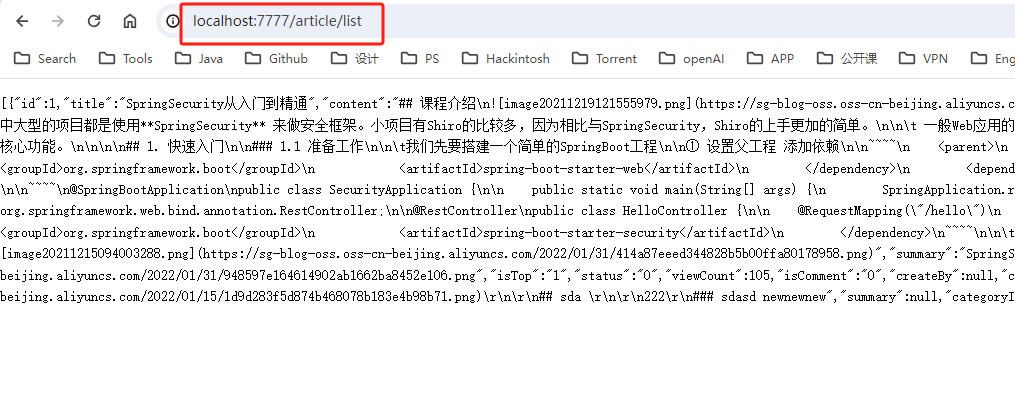 localhost:7777/article/list
Search Tools Java Github 设计 PS Hackintosh Torrent openAI APP 公开课 VPN Eng
[{"id":1,"title":"SpringSecurity从入门到精通","content":"## 课程介绍\n![image20211219121555979.png](https://sg-blog-oss.oss-cn-beijing.aliyuncs.c
中大型的项目都是使用**SpringSecurity** 来做安全框架。小项目有Shiro的比较多，因为相比与SpringSecurity，Shiro的上手更加的简单。\n\n\t 一般Web应用的
核心功能。\n\n\n\n## 1. 快速入门\n\n### 1.1 准备工作\n\n\t我们先要搭建一个简单的SpringBoot工程\n\n① 设置父工程 添加依赖\n\n~~~~\n <parent>\n
<groupId>org.springframework.boot</groupId>\n <artifactId>spring-boot-starter-web</artifactId>\n </dependency>\n <depend
\n\n~~~~\n@SpringBootApplication\npublic class SecurityApplication {\n\n public static void main(String[] args) {\n SpringApplication.r
org.springframework.web.bind.annotation.RestController;\n\n@RestController\npublic class HelloController {\n\n @RequestMapping(\"/hello\")\n
<groupId>org.springframework.boot</groupId>\n <artifactId>spring-boot-starter-security</artifactId>\n </dependency>\n~~~~\n\n\t
[image20211215094003288.png](https://sg-blog-oss.oss-cn-beijing.aliyuncs.com/2022/01/31/414a87eeed344828b5b00ffa80178958.png)","summary":"SpringS
beijing.aliyuncs.com/2022/01/31/948597e164614902ab1662ba8452e106.png","isTop":"1","status":"0","viewCount":105,"isComment":"0","createBy":null,"c
beijing.aliyuncs.com/2022/01/15/1d9d283f5d874b468078b183e4b98b71.png)\r\n\r\n## sda \r\n\r\n222\r\n### sdasd newnewnew","summary":null,"categoryI